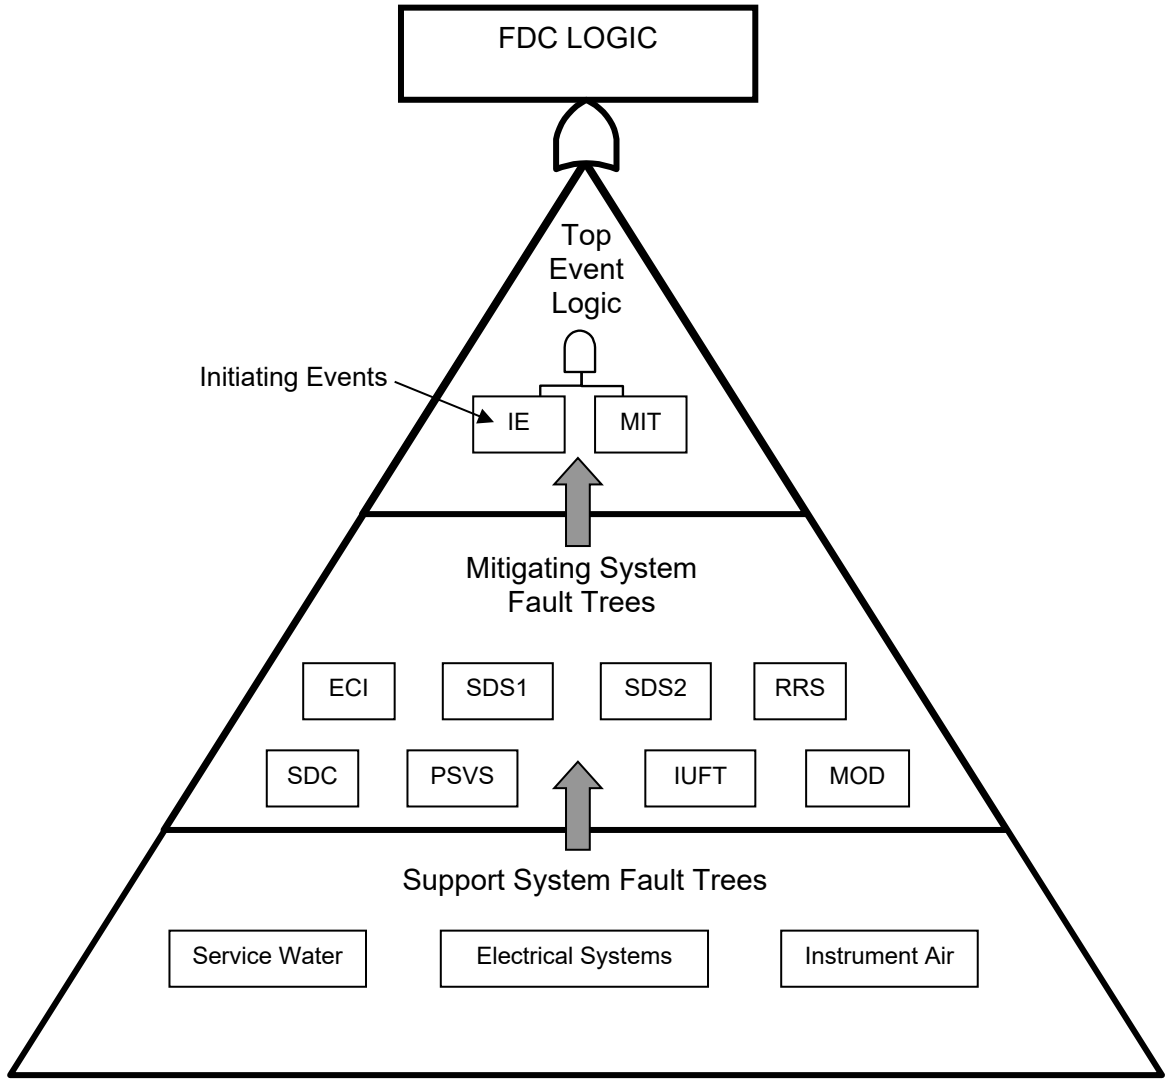 FDC LOGIC
Top
Event
Logic
Initiating Events
IE
MIT
Mitigating System
Fault Trees
ECI
SDS1
SDS2
RRS
SDC
PSVS
IUFT
MOD
Support System Fault Trees
Service Water
Electrical Systems
Instrument Air